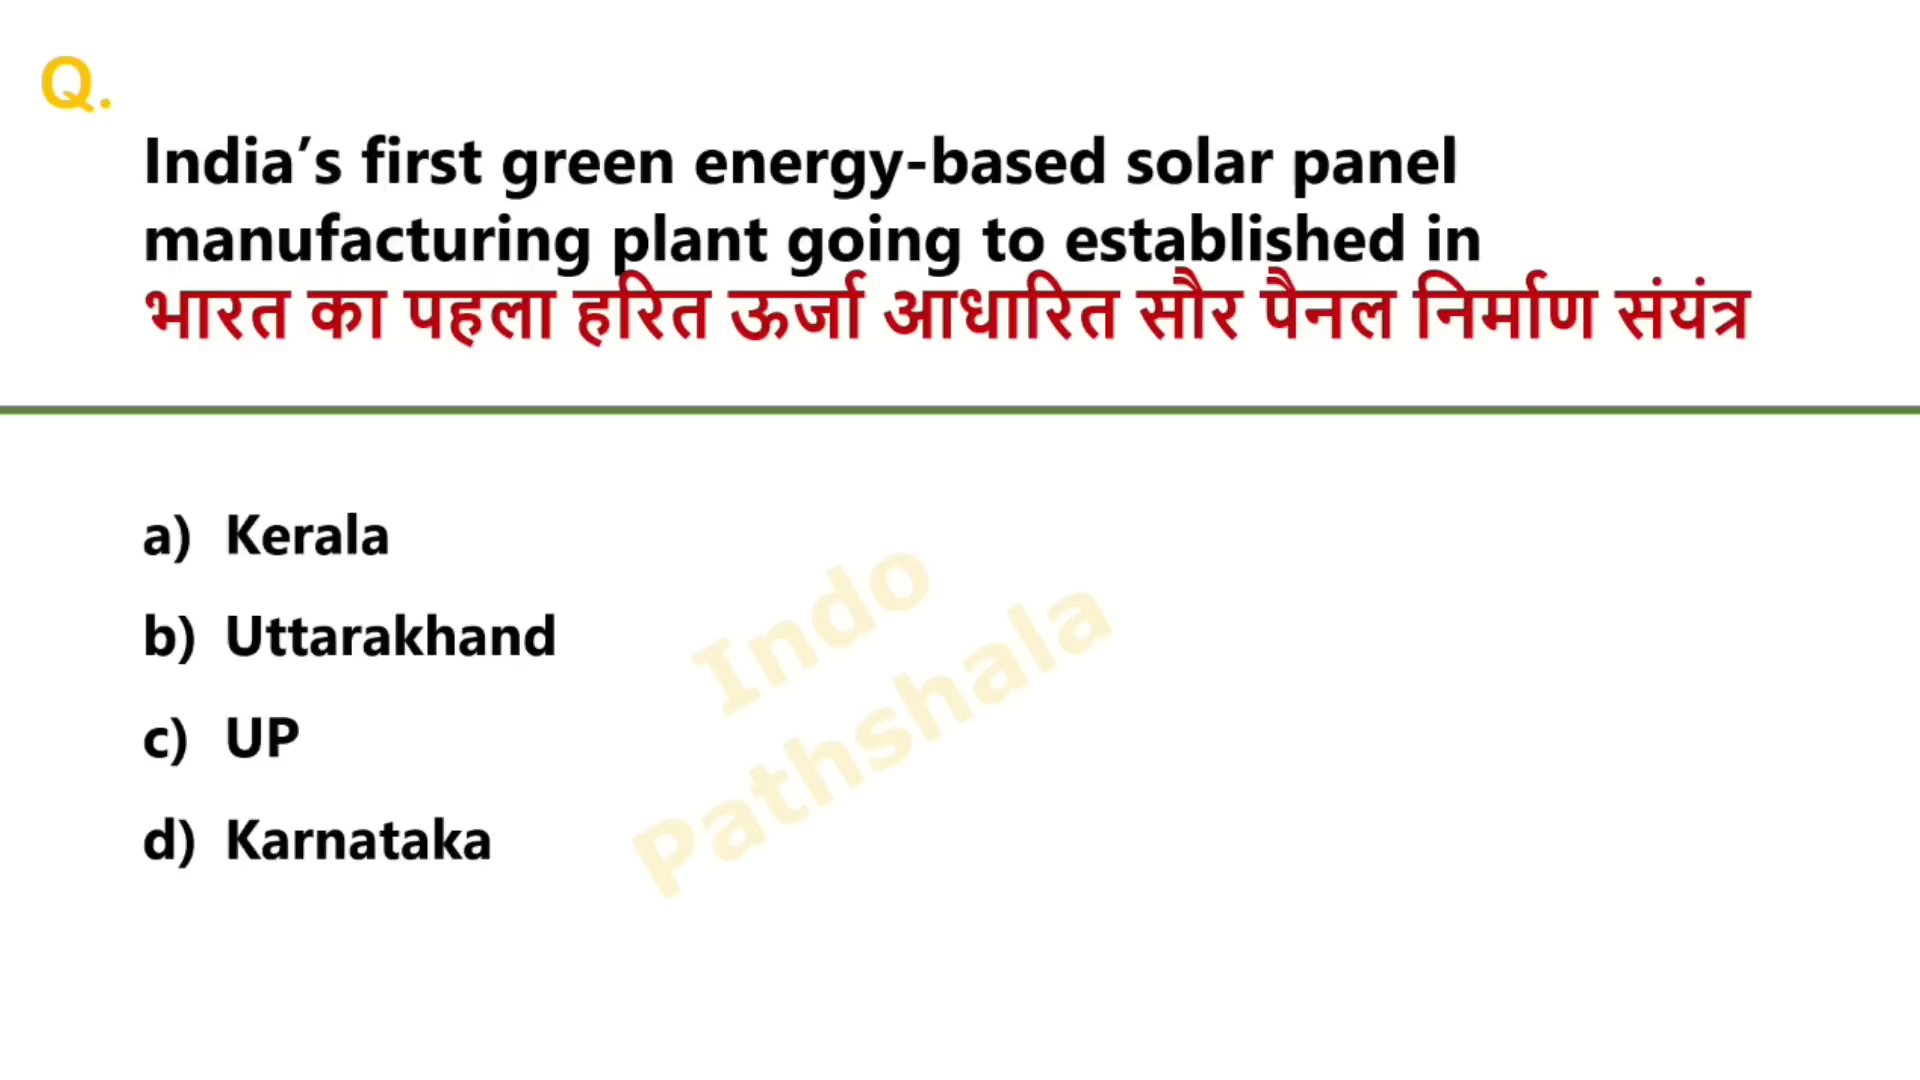 Q.
India’s first green energy-based solar panel
manufacturing plant going to established in
भारत का पहला हरित ऊर्जा आधारित सौर पैनल निर्माण संयंत्र
a) Kerala
b) Uttarakhand
c) UP
d) Karnataka
Indo
Pathshala